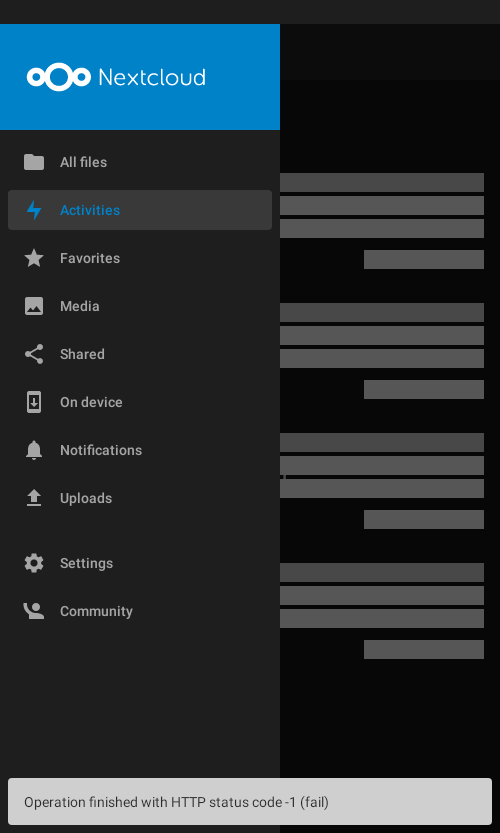 Nextcloud
All files
Activities
Favorites
Media
Shared
On device
Notifications
Uploads
Settings
Community
Operation finished with HTTP status code -1 (fail)